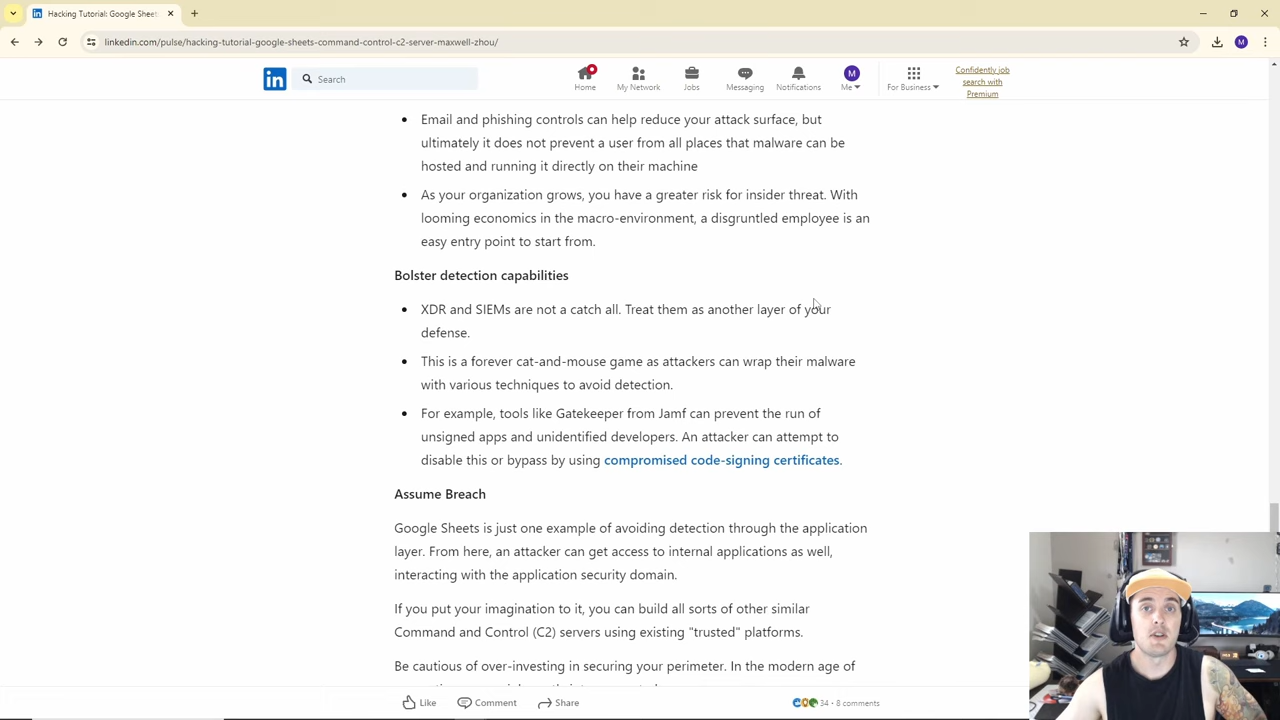 Hacking Tutorial: Google Sheets
linkedin.com/pulse/hacking-tutorial-google-sheets-command-control-c2-server-maxwell-zhou/
M
in
Search
Home
My Network
Jobs
Messaging
Notifications
M
Me
For Business
Confidently job
search with
Premium
Email and phishing controls can help reduce your attack surface, but
ultimately it does not prevent a user from all places that malware can be
hosted and running it directly on their machine
As your organization grows, you have a greater risk for insider threat. With
looming economics in the macro-environment, a disgruntled employee is an
easy entry point to start from.
Bolster detection capabilities
XDR and SIEMs are not a catch all. Treat them as another layer of your
defense.
This is a forever cat-and-mouse game as attackers can wrap their malware
with various techniques to avoid detection.
For example, tools like Gatekeeper from Jamf can prevent the run of
unsigned apps and unidentified developers. An attacker can attempt to
disable this or bypass by using compromised code-signing certificates.
Assume Breach
Google Sheets is just one example of avoiding detection through the application
layer. From here, an attacker can get access to internal applications as well,
interacting with the application security domain.
If you put your imagination to it, you can build all sorts of other similar
Command and Control (C2) servers using existing "trusted" platforms.
Be cautious of over-investing in securing your perimeter. In the modern age of
Like
Comment
Share
34 • 8 comments